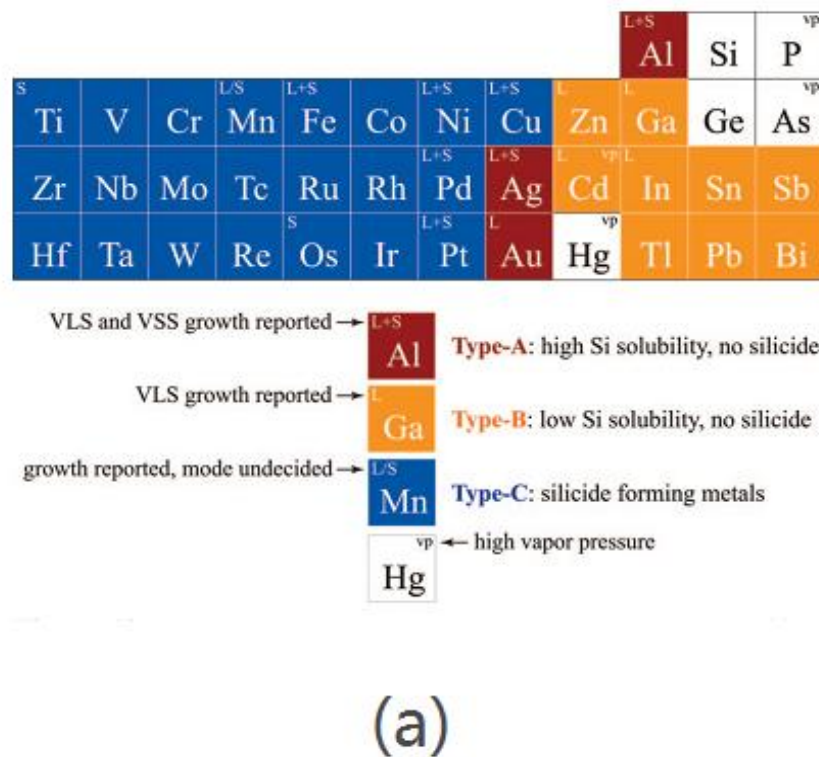 L+S vp
Al Si P
S L/S L+S L+S L+S L L vp
Ti V Cr Mn Fe Co Ni Cu Zn Ga Ge As
L+S L+S L vp L
Zr Nb Mo Tc Ru Rh Pd Ag Cd In Sn Sb
S L+S L vp
Hf Ta W Re Os Ir Pt Au Hg Tl Pb Bi
VLS and VSS growth reported → L+S
Al Type-A: high Si solubility, no silicide
VLS growth reported → L
Ga Type-B: low Si solubility, no silicide
growth reported, mode undecided → L/S
Mn Type-C: silicide forming metals
vp ← high vapor pressure
Hg
(a)